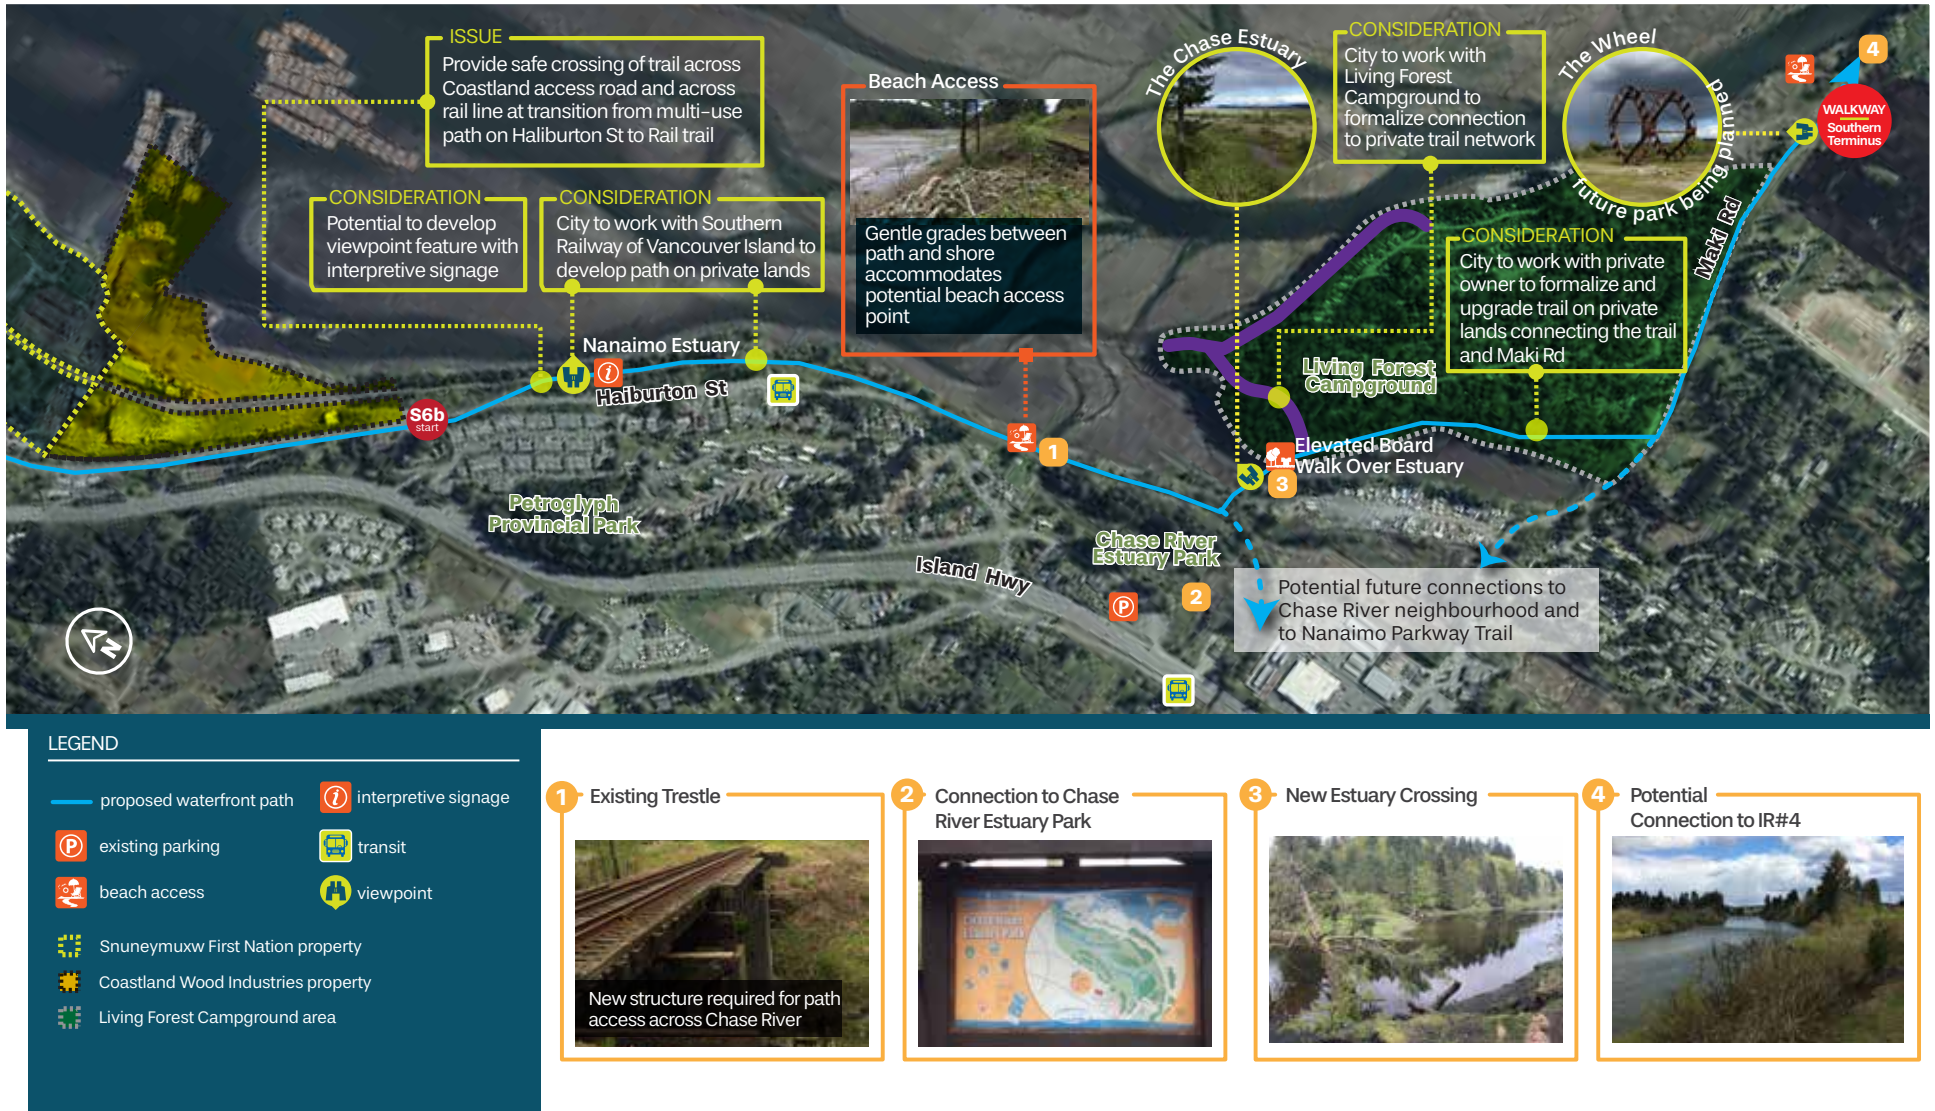 ISSUE
Provide safe crossing of trail across
Coastland access road and across
rail line at transition from multi-use
path on Haliburton St to Rail trail
CONSIDERATION
Potential to develop
viewpoint feature with
interpretive signage
CONSIDERATION
City to work with Southern
Railway of Vancouver Island to
develop path on private lands
Beach Access
Gentle grades between
path and shore
accommodates
potential beach access
point
The Chase Estuary
CONSIDERATION
City to work with
Living Forest
Campground to
formalize connection
to private trail network
The Wheel
future park being planned
4
WALKWAY
Southern
Terminus
CONSIDERATION
City to work with private
owner to formalize and
upgrade trail on private
lands connecting the trail
and Maki Rd
Maki Rd
Nanaimo Estuary
Haiburton St
S6b
start
Living Forest
Campground
1
Elevated Board
Walk Over Estuary
3
Petroglyph
Provincial Park
Chase River
Estuary Park
Island Hwy
P
2
Potential future connections to
Chase River neighbourhood and
to Nanaimo Parkway Trail
N
LEGEND
proposed waterfront path
i interpretive signage
P existing parking
transit
beach access
viewpoint
Snuneymuxw First Nation property
Coastland Wood Industries property
Living Forest Campground area
1 Existing Trestle
New structure required for path
access across Chase River
2 Connection to Chase
River Estuary Park
3 New Estuary Crossing
4 Potential
Connection to IR#4